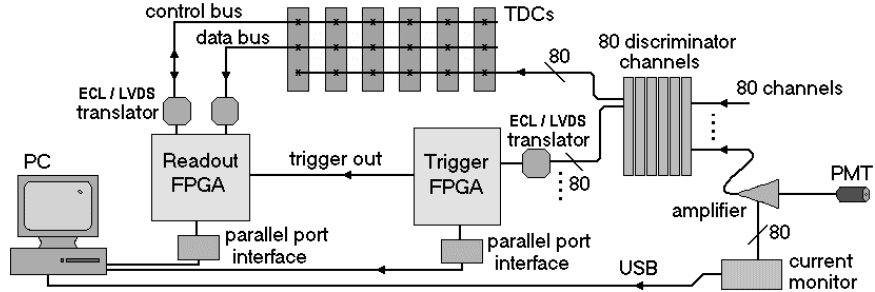 control bus
data bus
TDCs
80
80 discriminator
channels
80 channels
ECL / LVDS
translator
ECL / LVDS
translator
80
PC
Readout
FPGA
trigger out
Trigger
FPGA
PMT
amplifier
80
parallel port
interface
parallel port
interface
USB
current
monitor